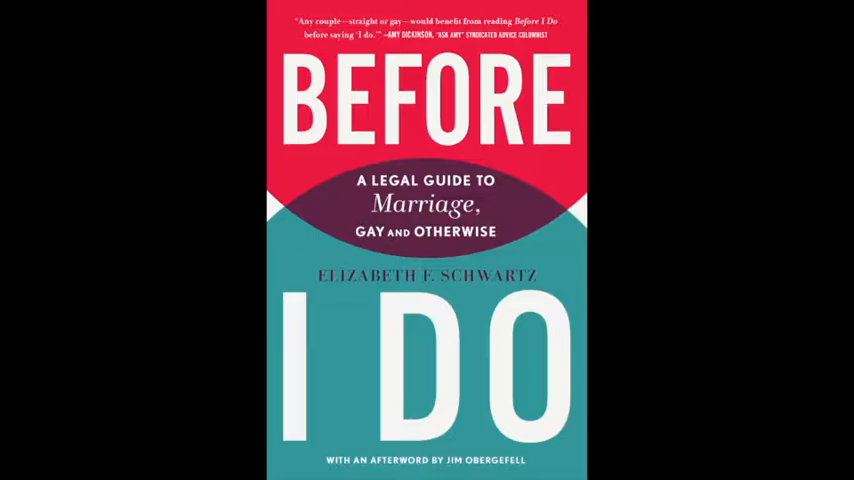 "Any couple—straight or gay—would benefit from reading Before I Do
before saying 'I do.'" —AMY DICKINSON, "ASK AMY" SYNDICATED ADVICE COLUMNIST
BEFORE
A LEGAL GUIDE TO
Marriage,
GAY AND OTHERWISE
ELIZABETH F. SCHWARTZ
I DO
WITH AN AFTERWORD BY JIM OBERGEFELL